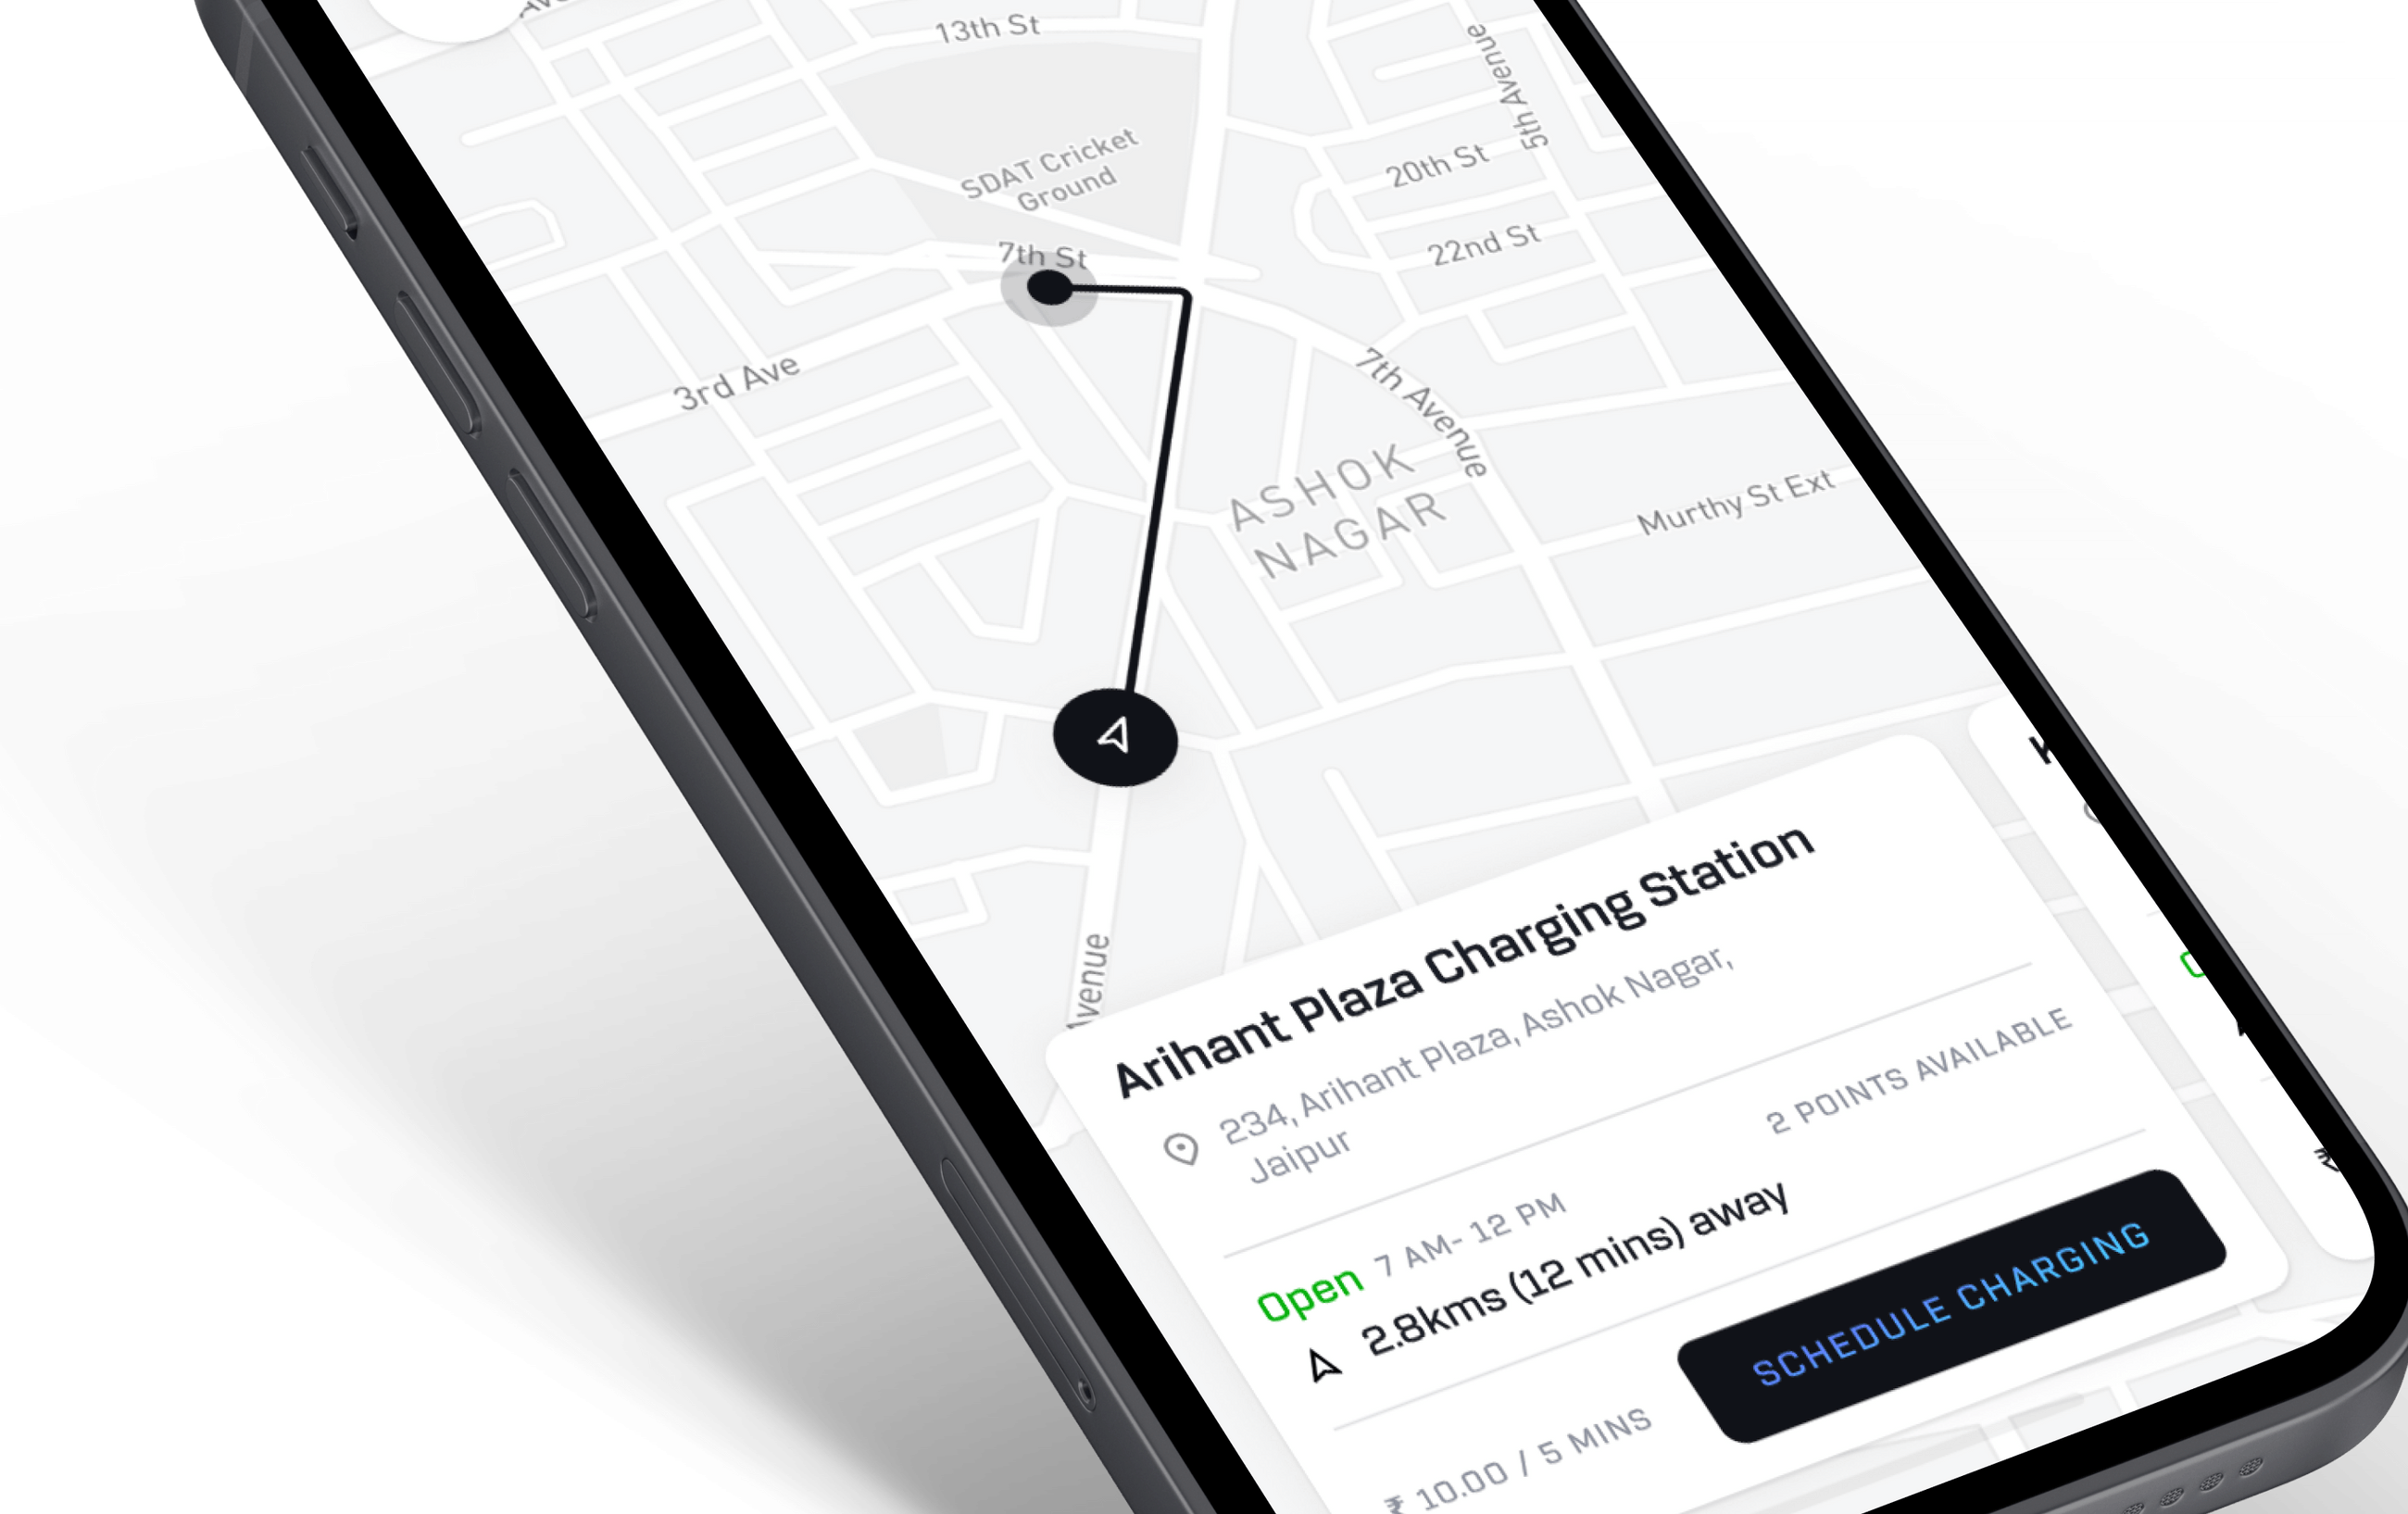 13th St
5th Avenue
SDAT Cricket
Ground
20th St
7th St
22nd St
3rd Ave
7th Avenue
ASHOK
NAGAR
Murthy St Ext
Arihant Plaza Charging Station
234, Arihant Plaza, Ashok Nagar,
Jaipur
2 POINTS AVAILABLE
Open 7 AM- 12 PM
2.8kms (12 mins) away
SCHEDULE CHARGING
₹ 10.00 / 5 MINS
₹